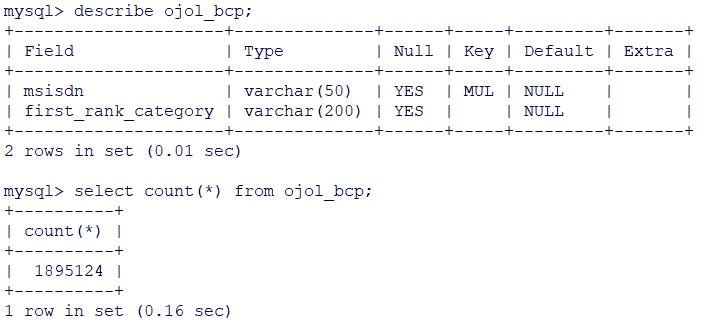 mysql> describe ojol_bcp;
+---------------------+--------------+------+-----+---------+-------+
| Field               | Type         | Null | Key | Default | Extra |
+---------------------+--------------+------+-----+---------+-------+
| msisdn              | varchar(50)  | YES  | MUL | NULL    |       |
| first_rank_category | varchar(200) | YES  |     | NULL    |       |
+---------------------+--------------+------+-----+---------+-------+
2 rows in set (0.01 sec)
mysql> select count(*) from ojol_bcp;
+----------+
| count(*) |
+----------+
|  1895124 |
+----------+
1 row in set (0.16 sec)